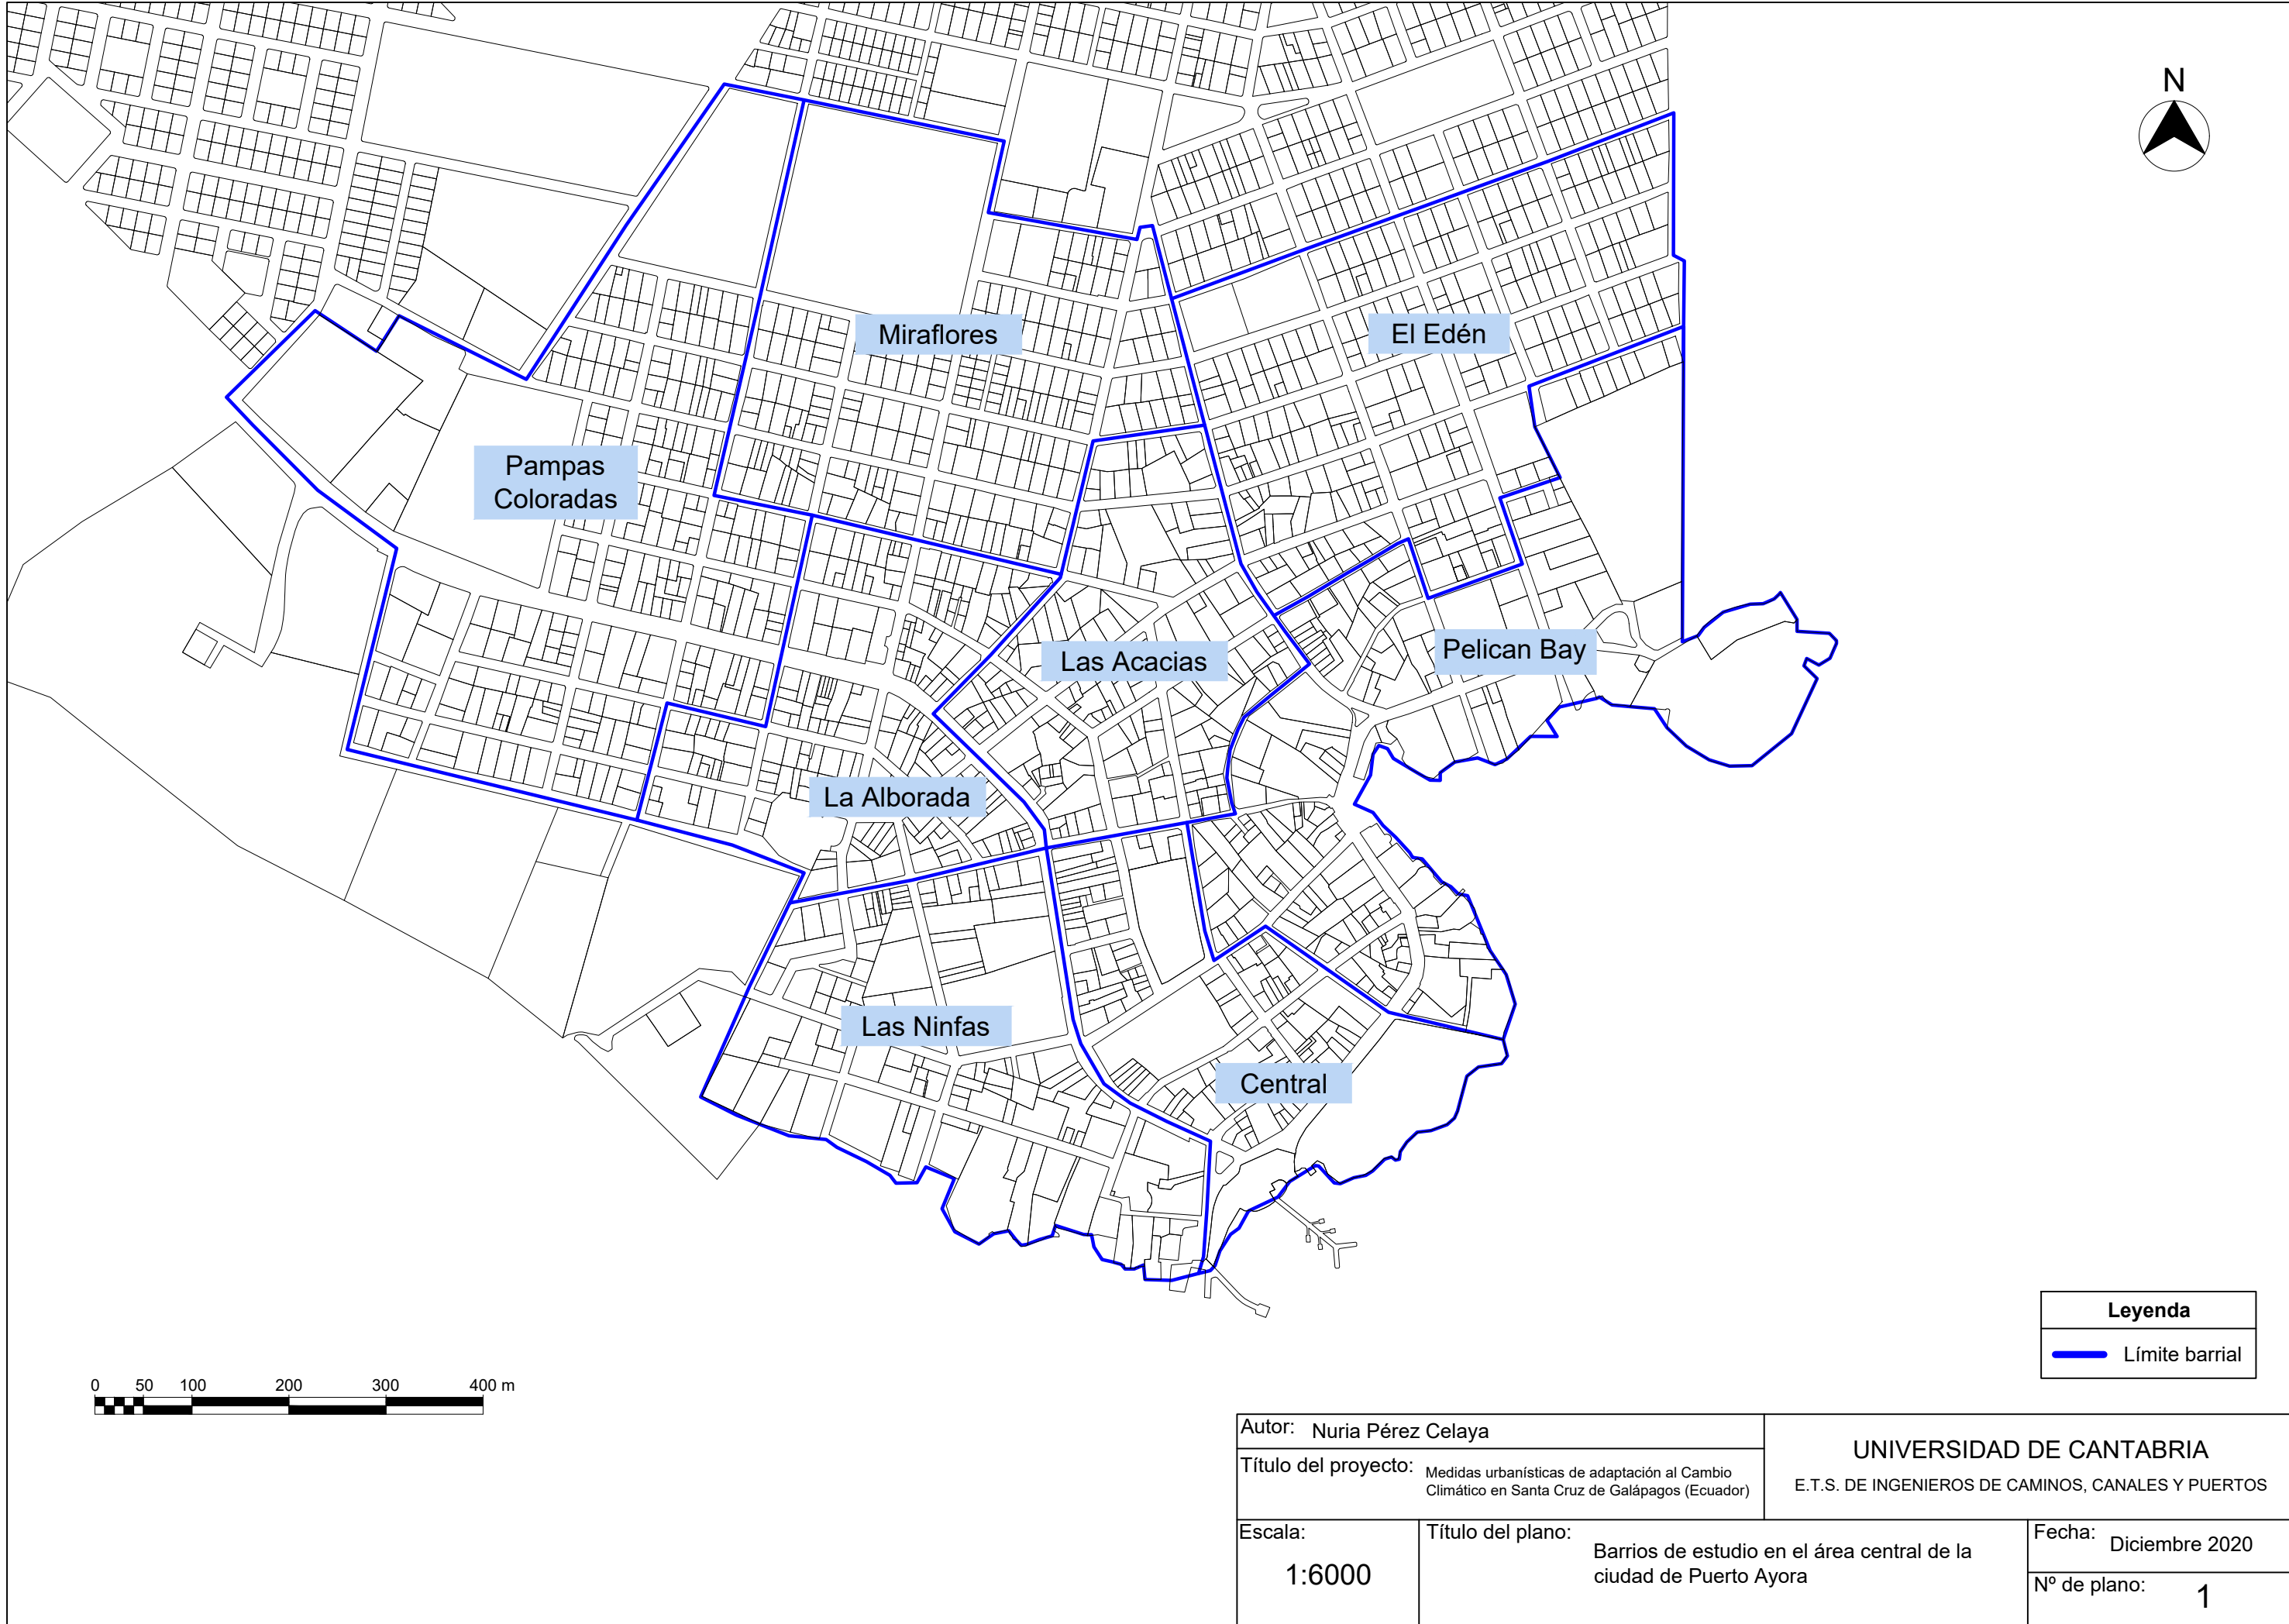 N
Miraflores
El Edén
Pampas
Coloradas
Pelican Bay
Las Acacias
La Alborada
Las Ninfas
Central
Leyenda
Límite barrial
0 50 100 200 300 400 m
Autor: Nuria Pérez Celaya
Título del proyecto: Medidas urbanísticas de adaptación al Cambio
Climático en Santa Cruz de Galápagos (Ecuador)
UNIVERSIDAD DE CANTABRIA
E.T.S. DE INGENIEROS DE CAMINOS, CANALES Y PUERTOS
Escala:
1:6000
Título del plano:
Barrios de estudio en el área central de la
ciudad de Puerto Ayora
Fecha: Diciembre 2020
Nº de plano: 1